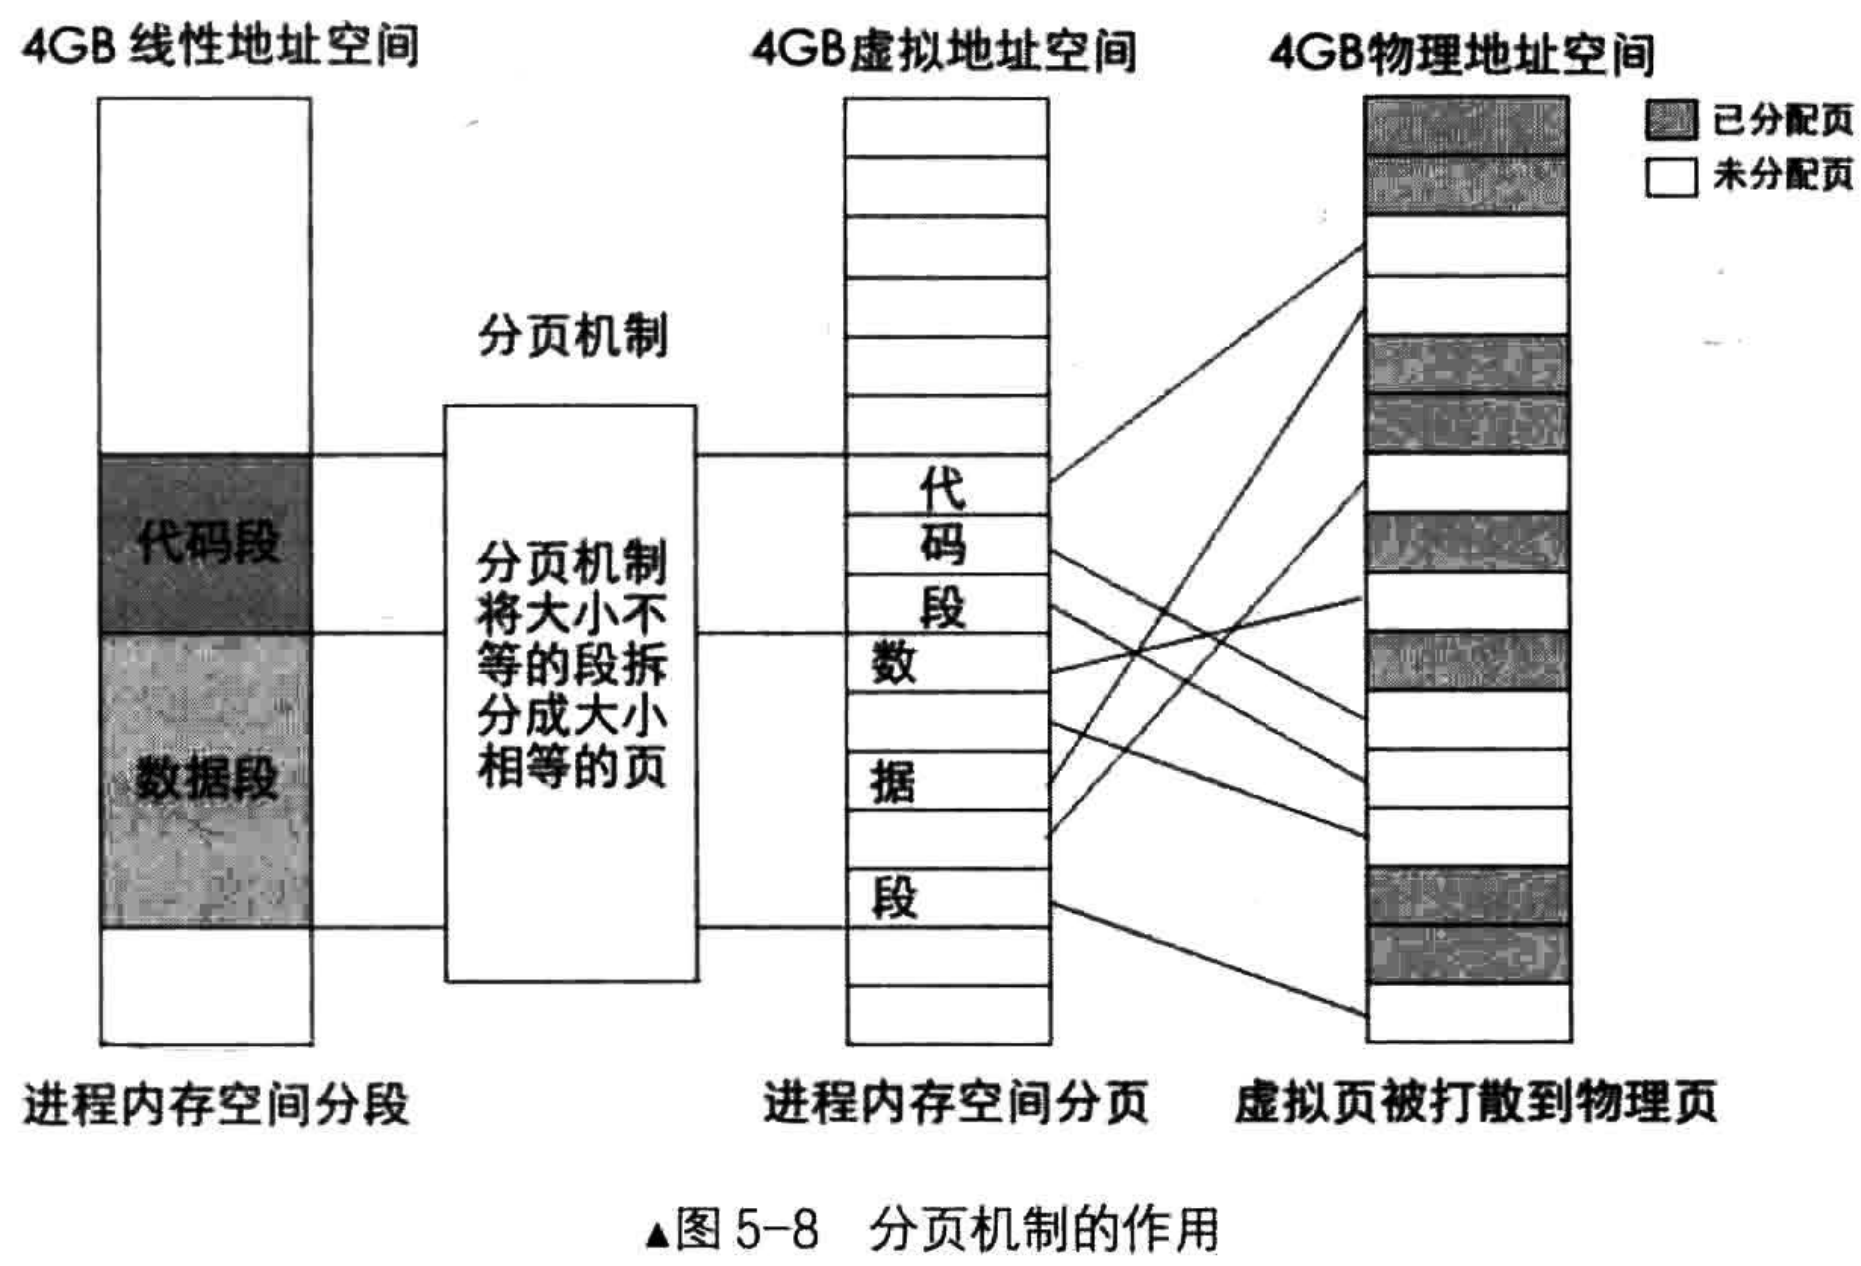 4GB 线性地址空间
4GB虚拟地址空间
4GB物理地址空间
已分配页
未分配页
分页机制
代码段
数据段
分页机制
将大小不
等的段拆
分成大小
相等的页
代
码
段
数
据
段
进程内存空间分段
进程内存空间分页
虚拟页被打散到物理页
▲图 5-8 分页机制的作用